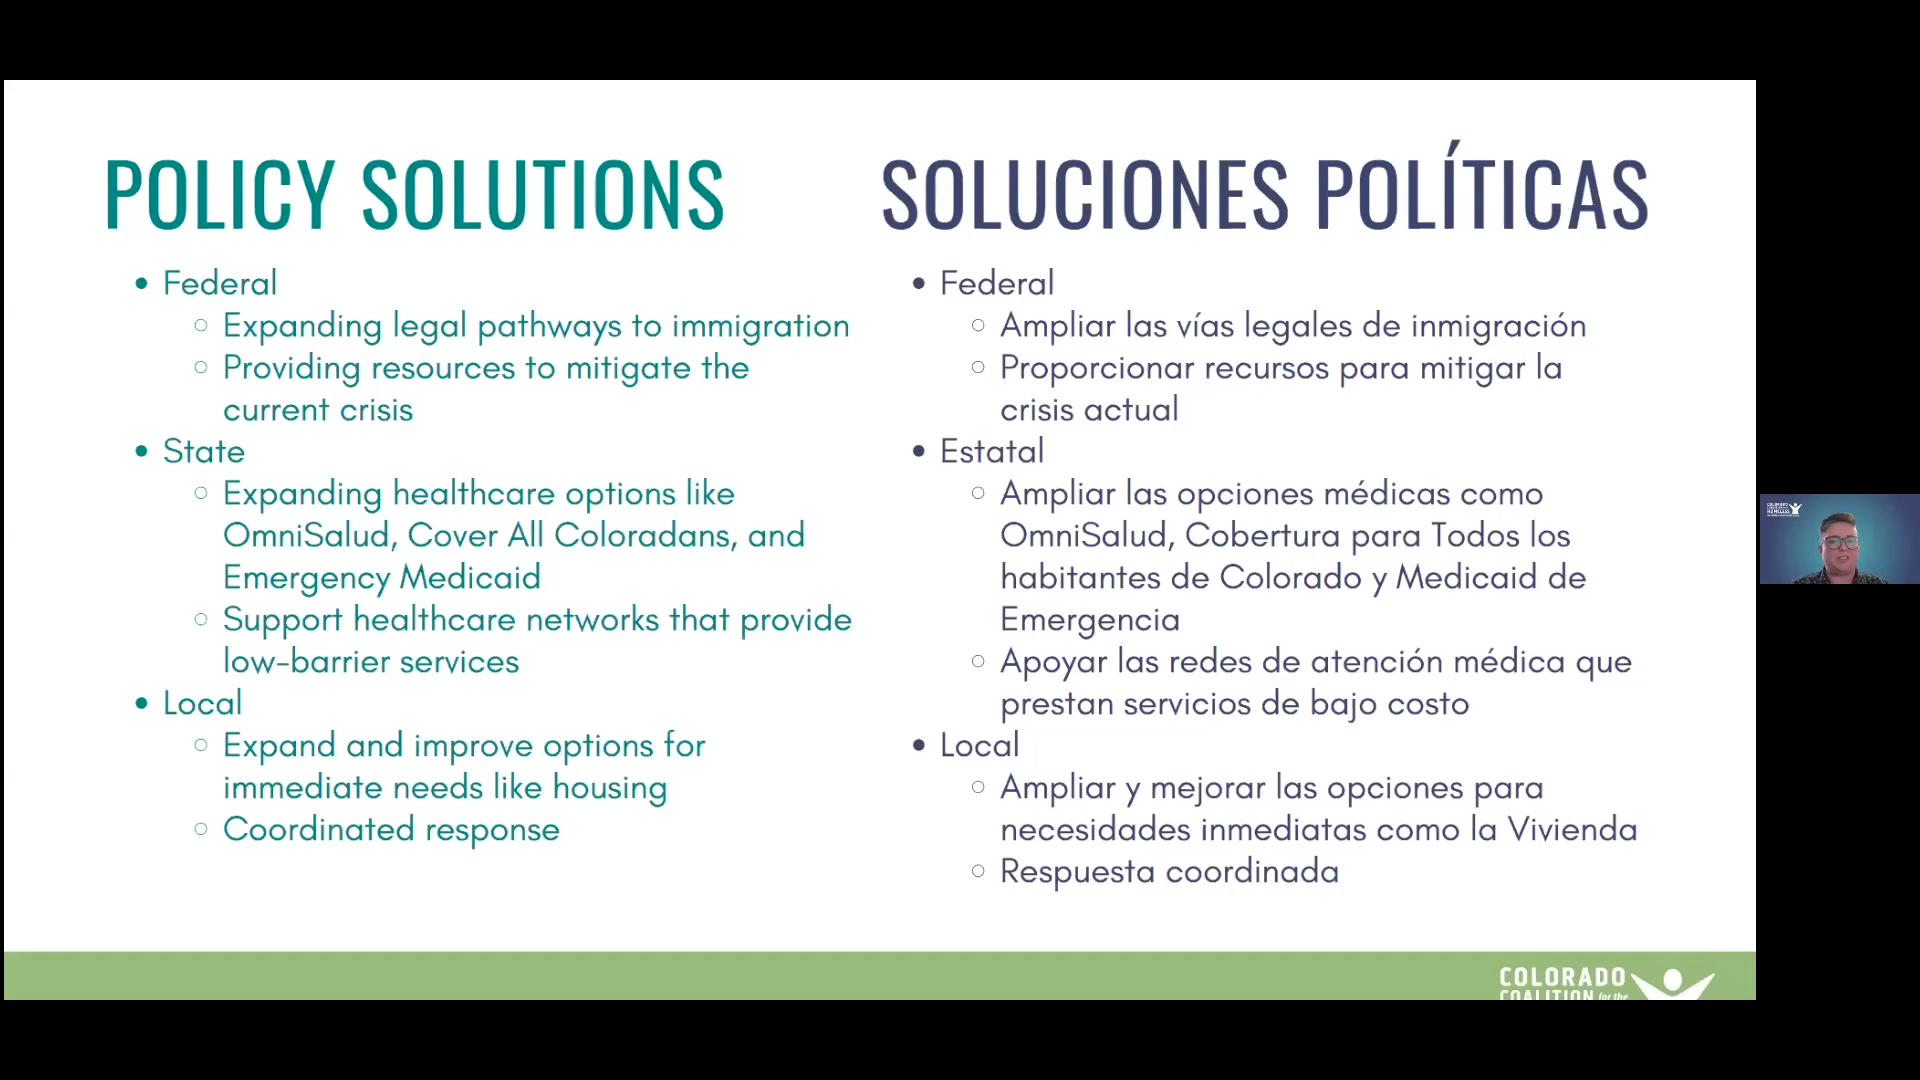 POLICY SOLUTIONS
Federal
Expanding legal pathways to immigration
Providing resources to mitigate the
current crisis
State
Expanding healthcare options like
OmniSalud, Cover All Coloradans, and
Emergency Medicaid
Support healthcare networks that provide
low-barrier services
Local
Expand and improve options for
immediate needs like housing
Coordinated response
SOLUCIONES POLÍTICAS
Federal
Ampliar las vías legales de inmigración
Proporcionar recursos para mitigar la
crisis actual
Estatal
Ampliar las opciones médicas como
OmniSalud, Cobertura para Todos los
habitantes de Colorado y Medicaid de
Emergencia
Apoyar las redes de atención médica que
prestan servicios de bajo costo
Local
Ampliar y mejorar las opciones para
necesidades inmediatas como la Vivienda
Respuesta coordinada
COLORADO
COALITION for the
COLORADO
HOMELESS